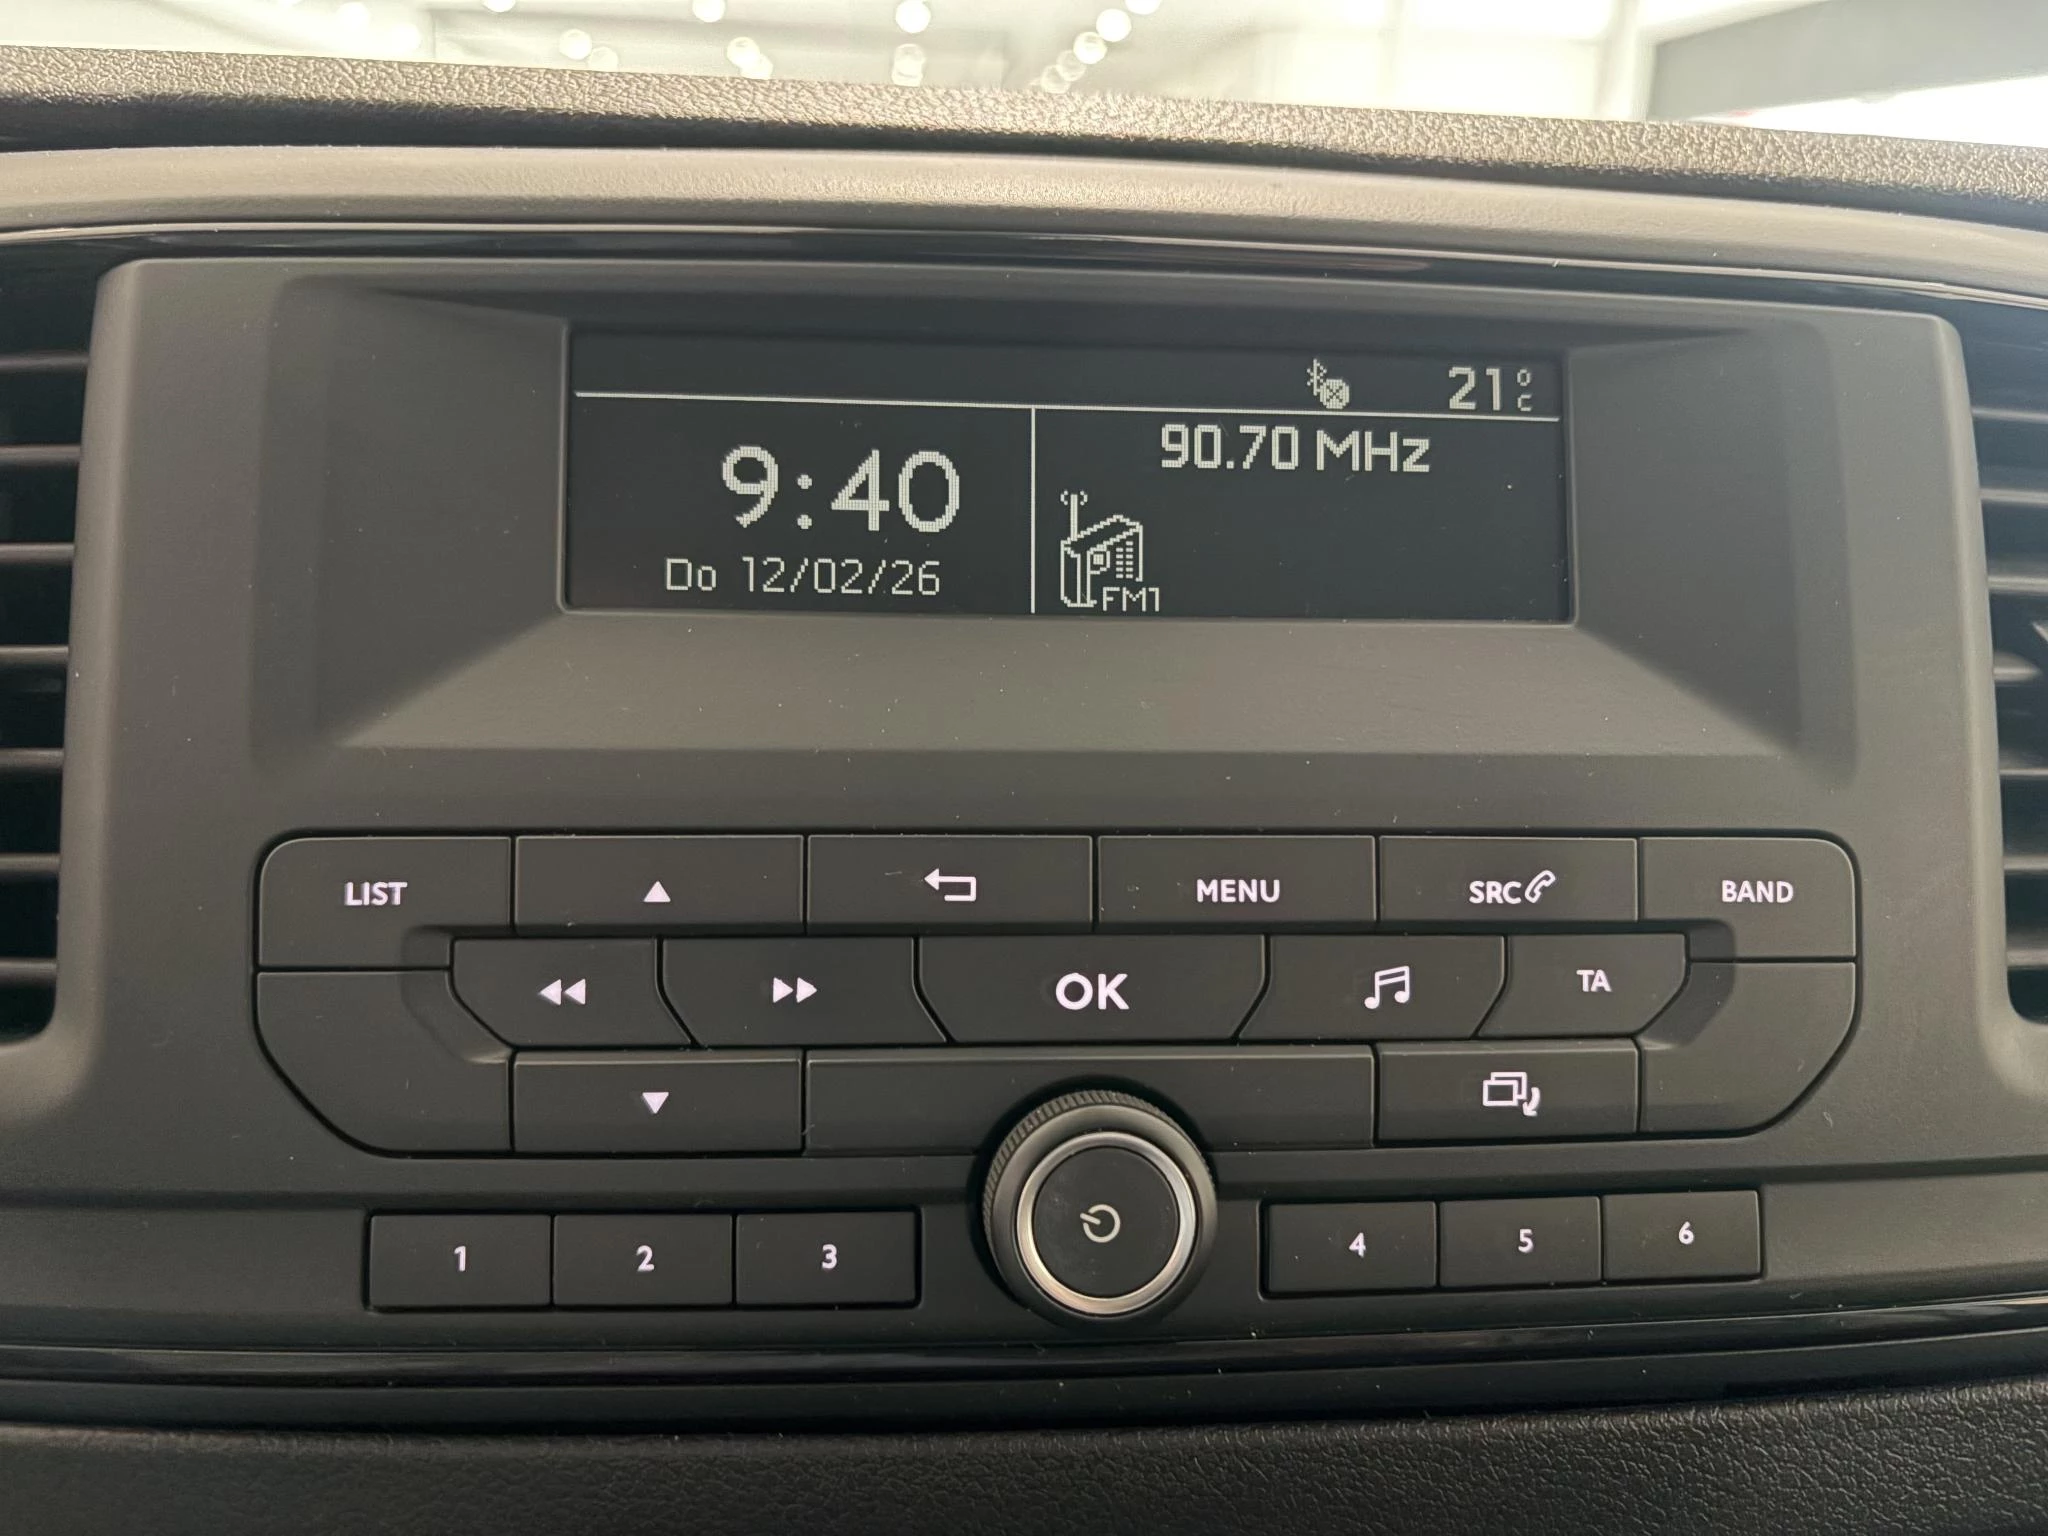 21°C
9:40
90.70 MHz
Do 12/02/26
FM1
LIST
MENU
SRC
BAND
OK
TA
1
2
3
4
5
6